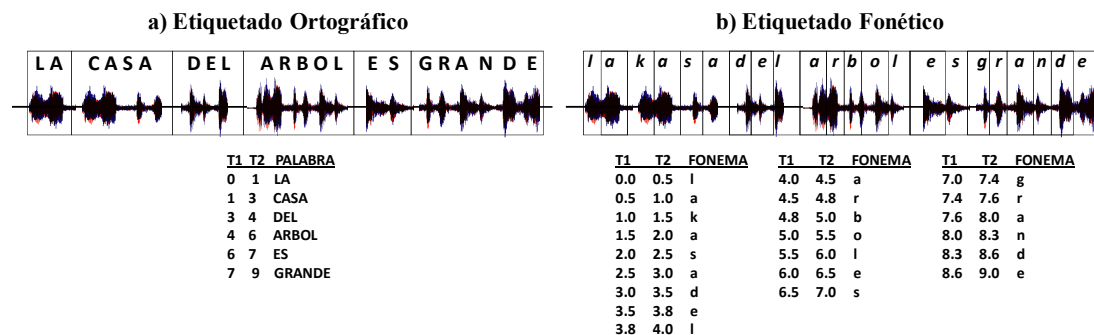 a) Etiquetado Ortográfico
LA CASA DEL ARBOL ES GRANDE
T1 T2 PALABRA
0 1 LA
1 3 CASA
3 4 DEL
4 6 ARBOL
6 7 ES
7 9 GRANDE
b) Etiquetado Fonético
l a k a s a d e l a r b o l e s g r a n d e
T1 T2 FONEMA
0.0 0.5 l
0.5 1.0 a
1.0 1.5 k
1.5 2.0 a
2.0 2.5 s
2.5 3.0 a
3.0 3.5 d
3.5 3.8 e
3.8 4.0 l
T1 T2 FONEMA
4.0 4.5 a
4.5 4.8 r
4.8 5.0 b
5.0 5.5 o
5.5 6.0 l
6.0 6.5 e
6.5 7.0 s
T1 T2 FONEMA
7.0 7.4 g
7.4 7.6 r
7.6 8.0 a
8.0 8.3 n
8.3 8.6 d
8.6 9.0 e